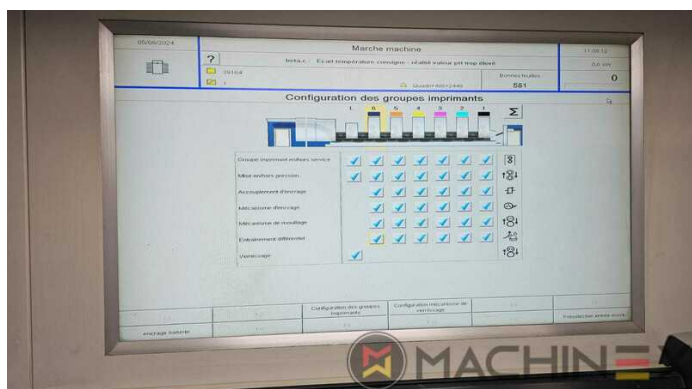 05/06/2024
Marche machine
11:08:12
?
beta.c : Ecart température consigne - réalité valeur pH trop élevé
39164
1
Bonnes feuilles
581
0
Configuration des groupes imprimants
L 6 5 4 3 2 1 Σ
Groupe imprimant en/hors service
Mise en/hors pression
Accouplement d'encrage
Mécanisme d'encrage
Mécanisme de mouillage
Entraînement différentiel
Vernissage
Configuration des groupes imprimants
Configuration mécanisme de vernissage
encrage batterie
MACHINE